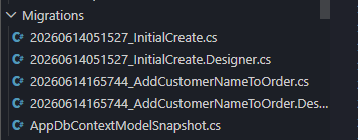 Migrations
C# 20260614051527_InitialCreate.cs
C# 20260614051527_InitialCreate.Designer.cs
C# 20260614165744_AddCustomerNameToOrder.cs
C# 20260614165744_AddCustomerNameToOrder.Des...
C# AppDbContextModelSnapshot.cs